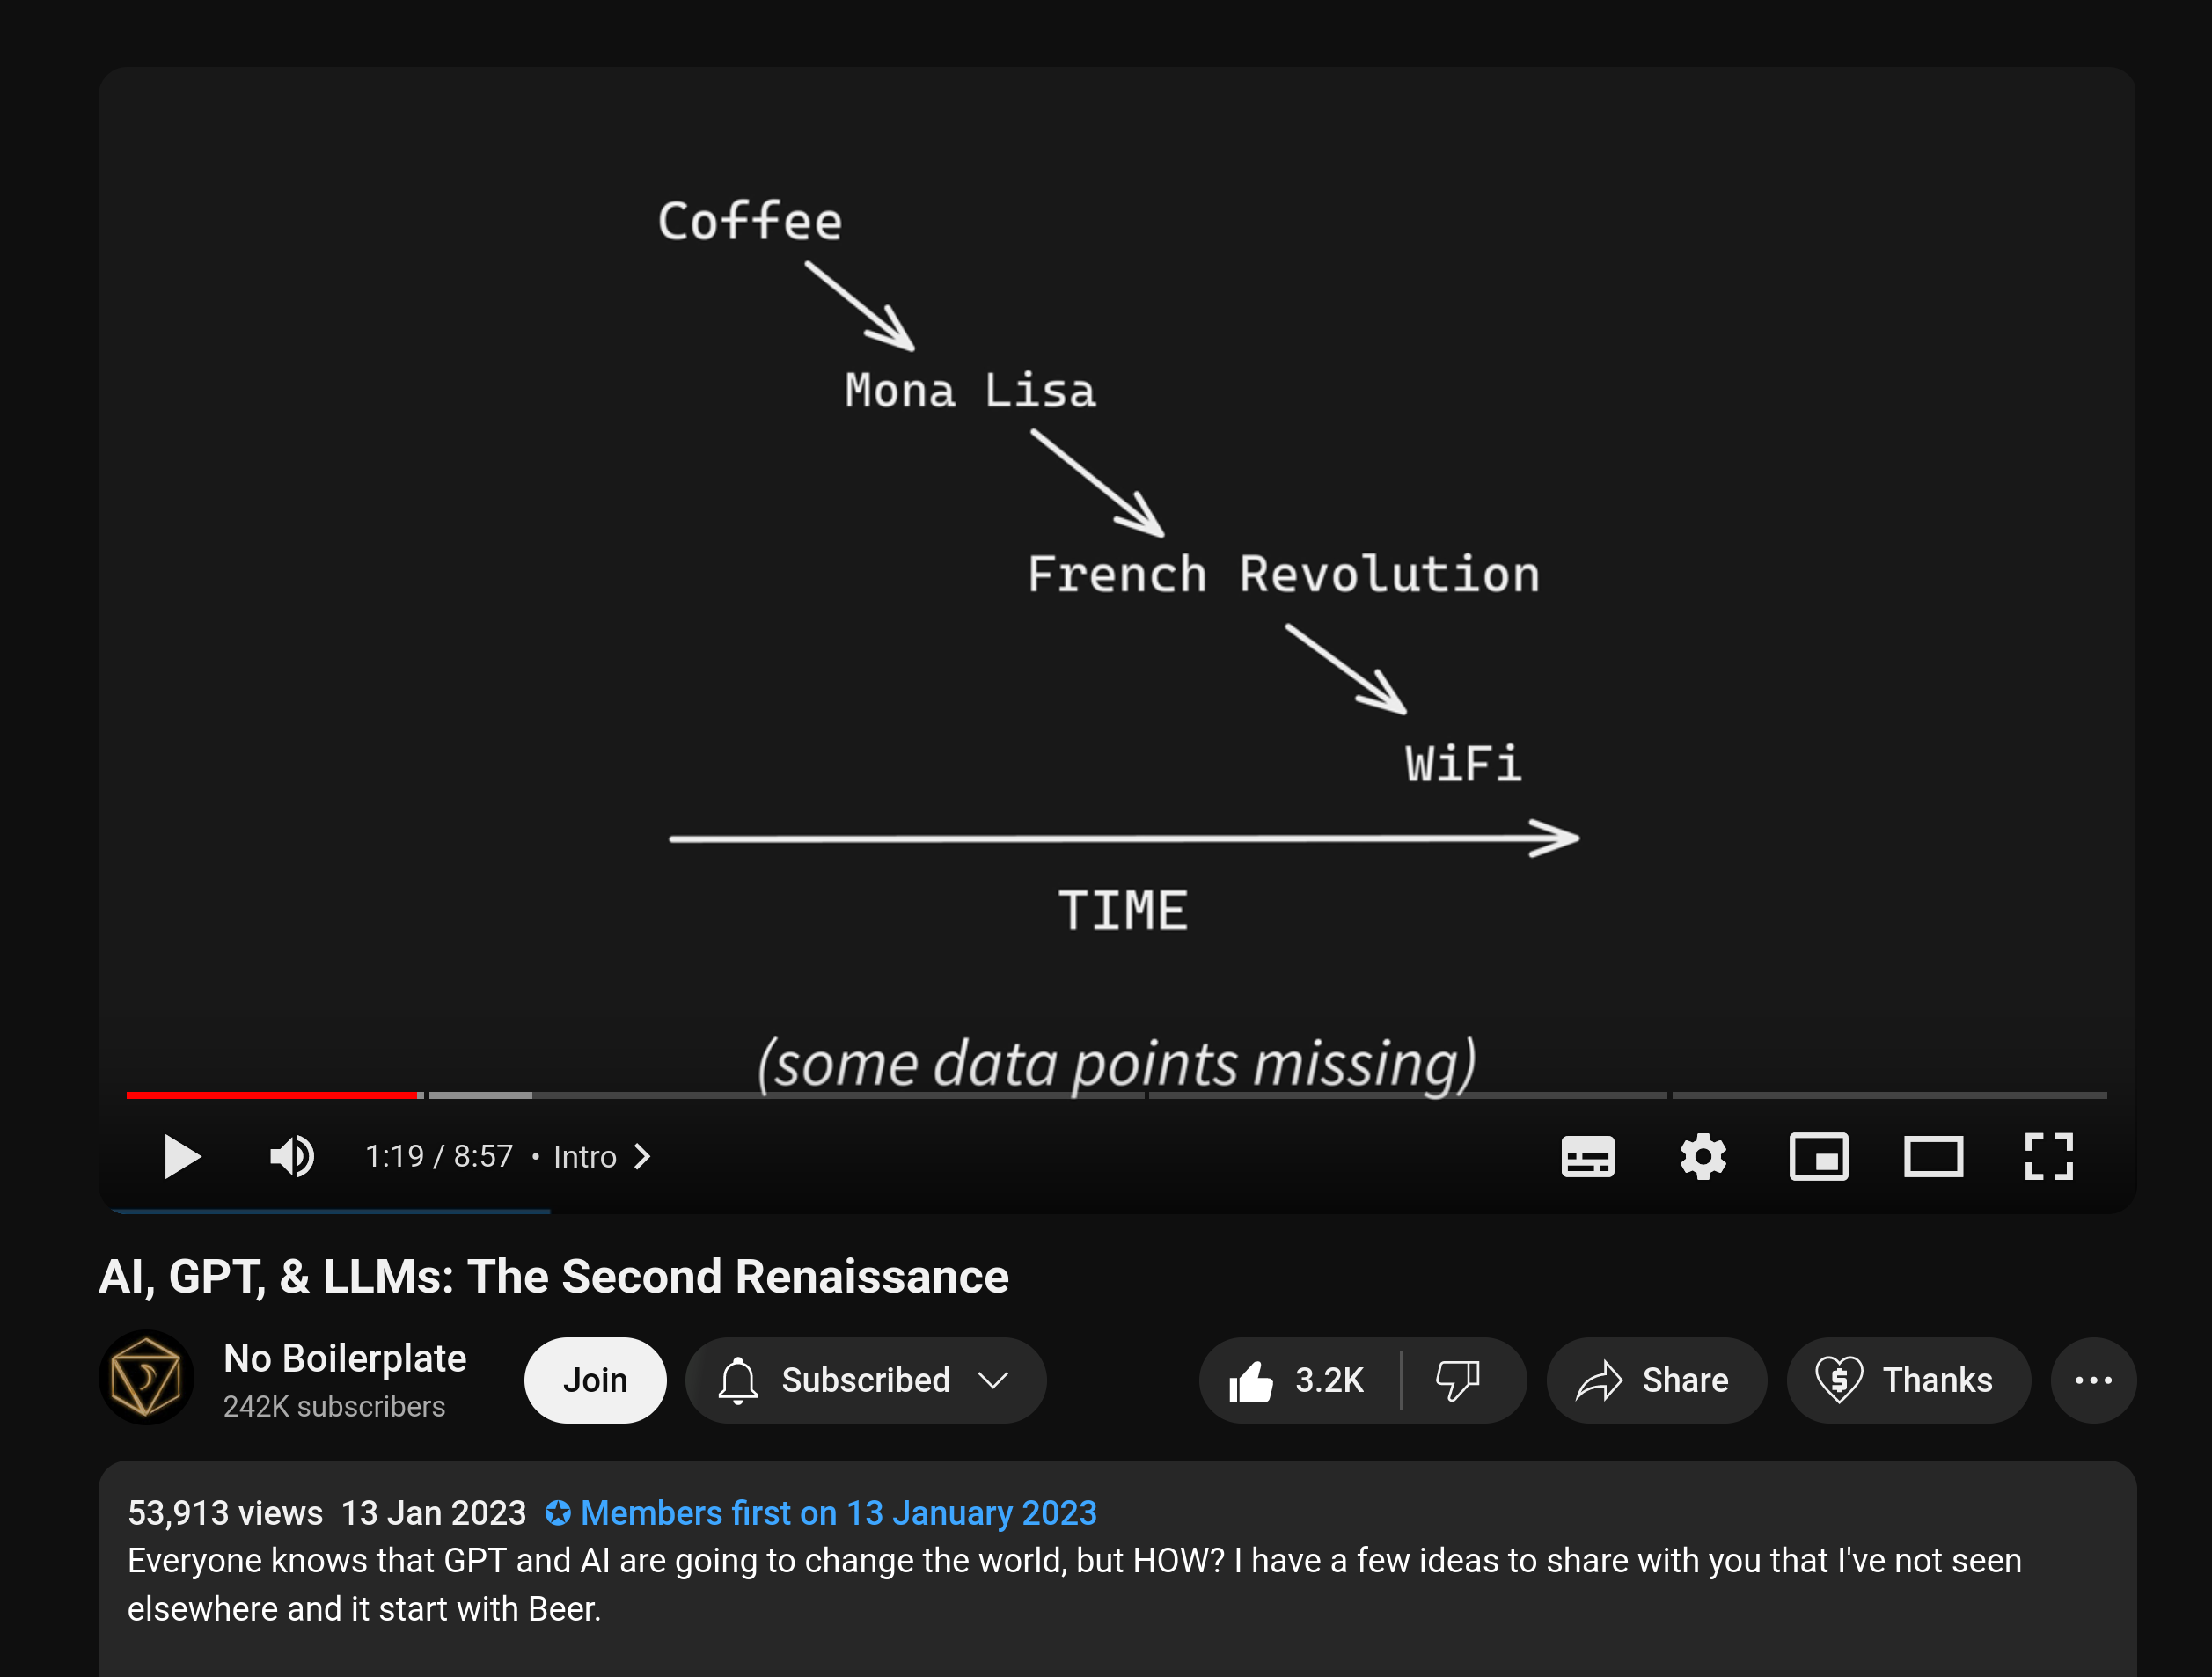 Coffee
Mona Lisa
French Revolution
WiFi
TIME
(some data points missing)
1:19 / 8:57 • Intro
AI, GPT, & LLMs: The Second Renaissance
No Boilerplate
242K subscribers
Join
Subscribed
3.2K
Share
Thanks
53,913 views 13 Jan 2023 Members first on 13 January 2023
Everyone knows that GPT and AI are going to change the world, but HOW? I have a few ideas to share with you that I've not seen
elsewhere and it start with Beer.